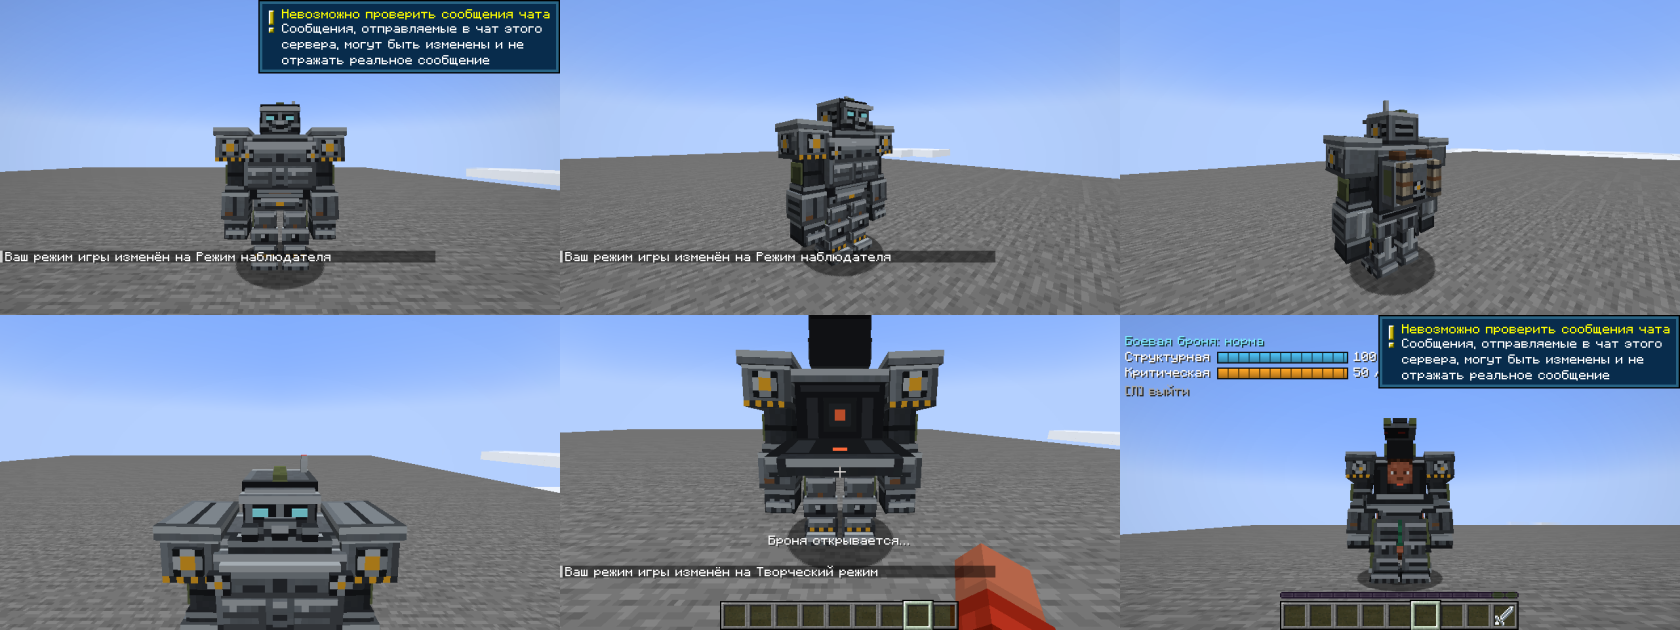 Невозможно проверить сообщения чата
Сообщения, отправляемые в чат этого
сервера, могут быть изменены и не
отражать реальное сообщение
Ваш режим игры изменён на Режим наблюдателя
Ваш режим игры изменён на Режим наблюдателя
Броня открывается...
Ваш режим игры изменён на Творческий режим
Боевая броня: норма
Структурная 100
Критическая 50 /
[Л] выйти
Невозможно проверить сообщения чата
Сообщения, отправляемые в чат этого
сервера, могут быть изменены и не
отражать реальное сообщение